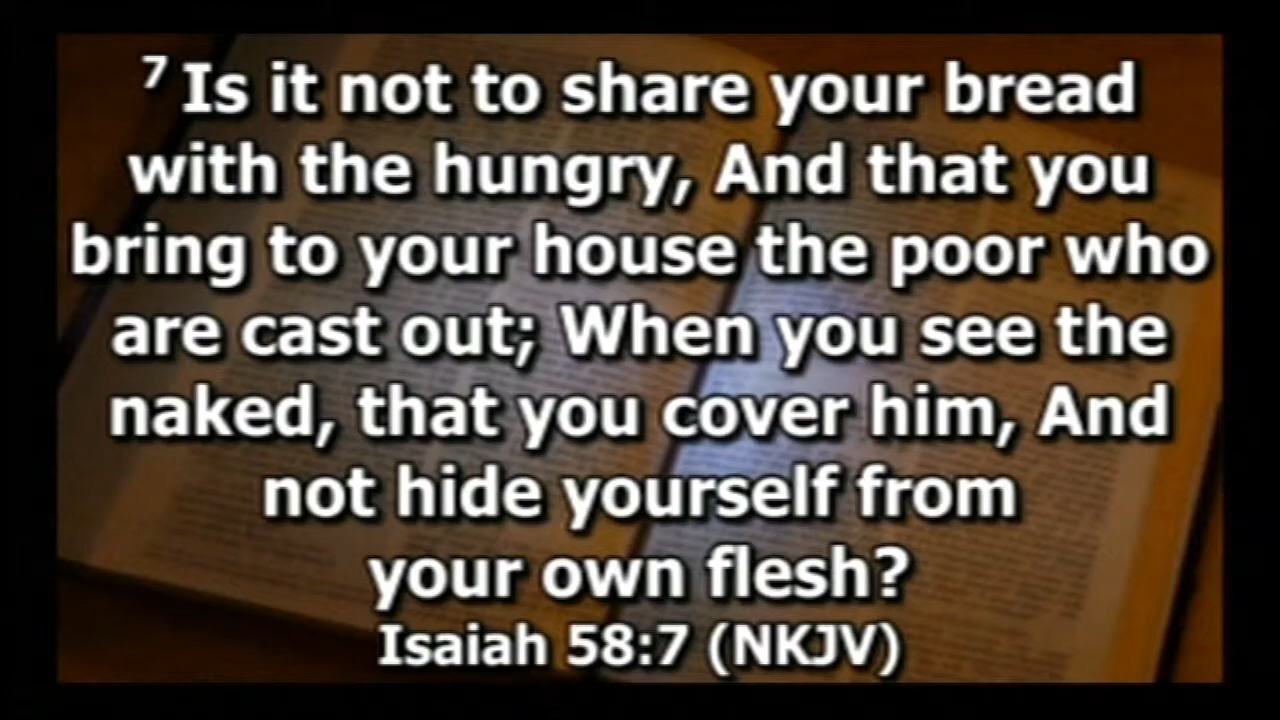 7 Is it not to share your bread
with the hungry, And that you
bring to your house the poor who
are cast out; When you see the
naked, that you cover him, And
not hide yourself from
your own flesh?
Isaiah 58:7 (NKJV)